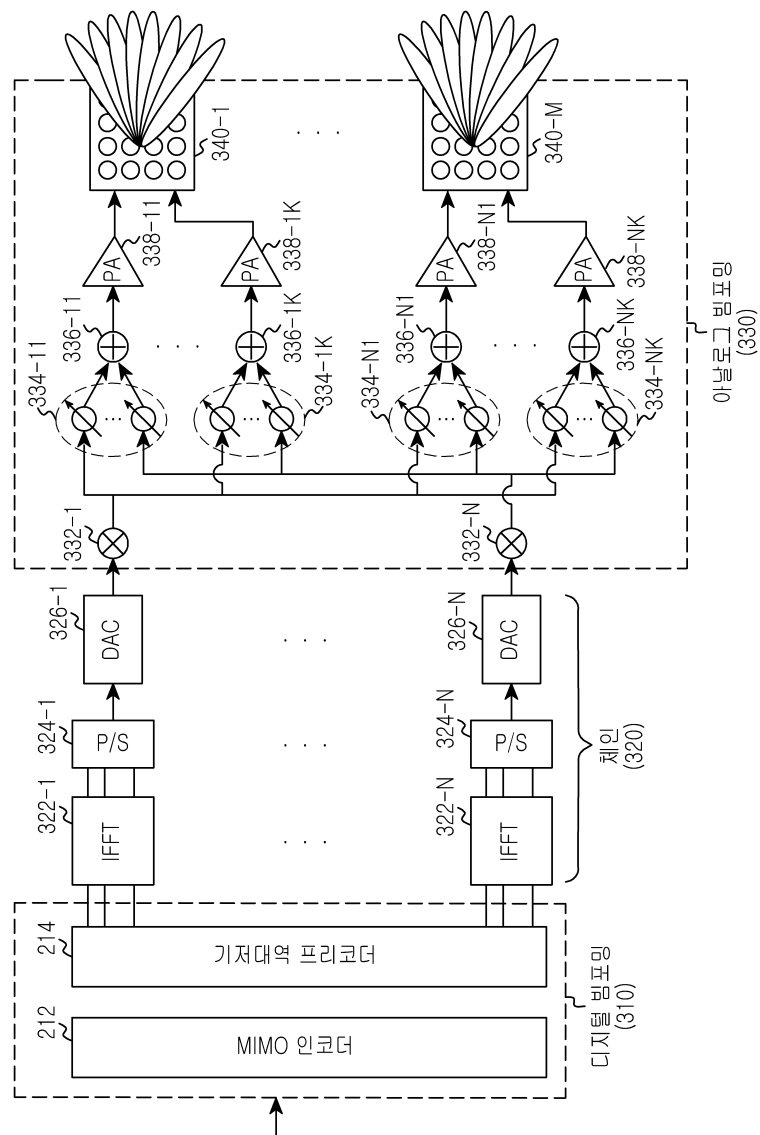 340-1
. . .
340-M
PA
338-11
PA
338-1K
PA
338-N1
PA
338-NK
336-11
. . . .
336-1K
336-N1
. . . .
336-NK
334-11
...
...
334-1K
334-N1
...
...
334-NK
332-1
332-N
아날로그 빔포밍
(330)
326-1
DAC
. . .
326-N
DAC
324-1
P/S
. . .
324-N
P/S
322-1
IFFT
. . .
322-N
IFFT
체인
(320)
214
기저대역 프리코더
212
MIMO 인코더
디지털 빔포밍
(310)